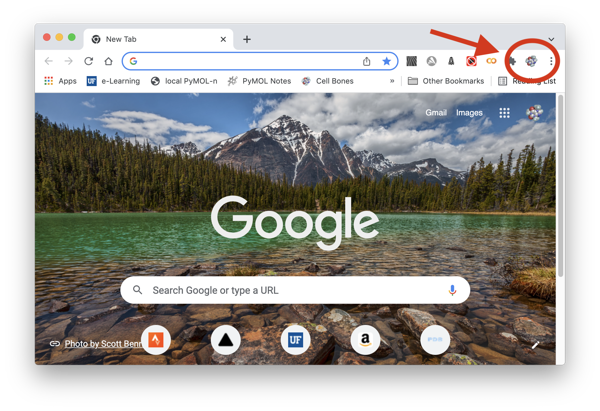 New Tab
Apps UF e-Learning local PyMOL-n PyMOL Notes Cell Bones » Other Bookmarks Reading List
Gmail Images
Google
Search Google or type a URL
Photo by Scott Benn
UF a